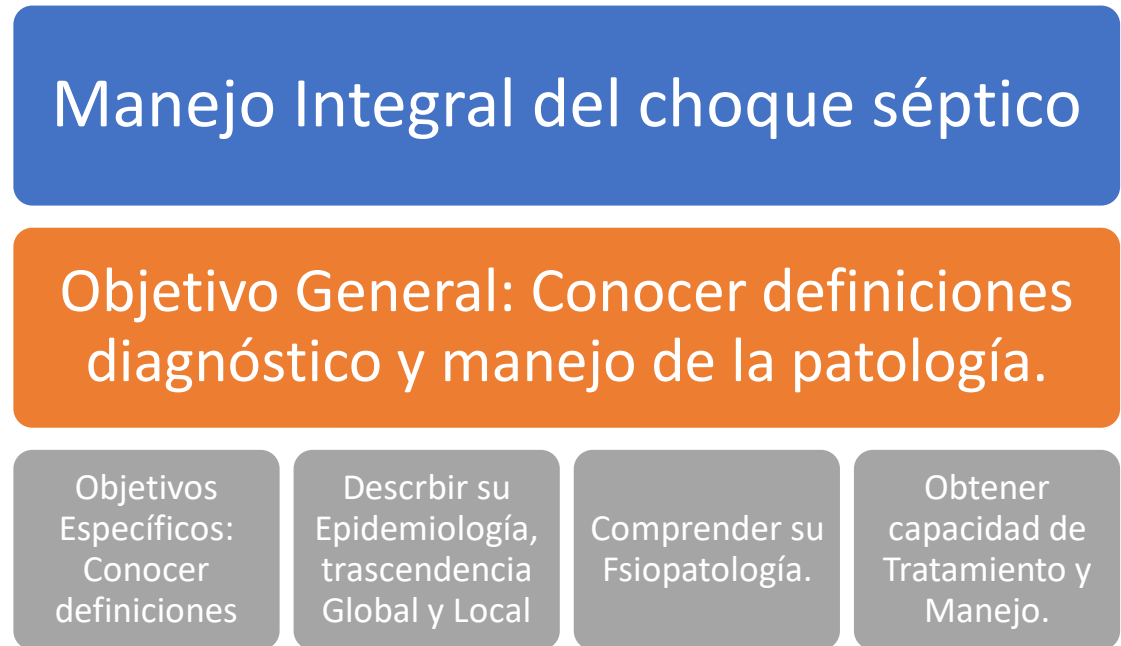 Manejo Integral del choque séptico
Objetivo General: Conocer definiciones
diagnóstico y manejo de la patología.
Objetivos
Específicos:
Conocer
definiciones
Descrbir su
Epidemiología,
trascendencia
Global y Local
Comprender su
Fsiopatología.
Obtener
capacidad de
Tratamiento y
Manejo.